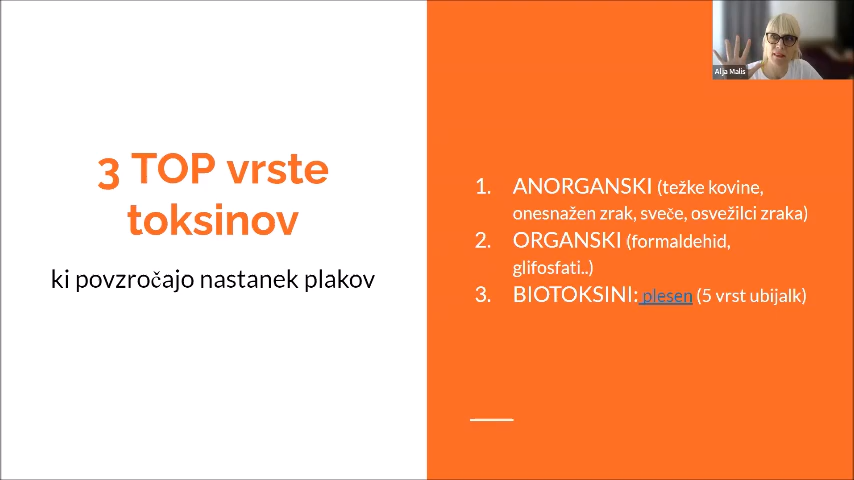 3 TOP vrste
toksinov
ki povzročajo nastanek plakov
1. ANORGANSKI (težke kovine,
onesnažen zrak, sveče, osvežilci zraka)
2. ORGANSKI (formaldehid,
glifosfati..)
3. BIOTOKSINI: plesen (5 vrst ubijalk)
Alja Malis